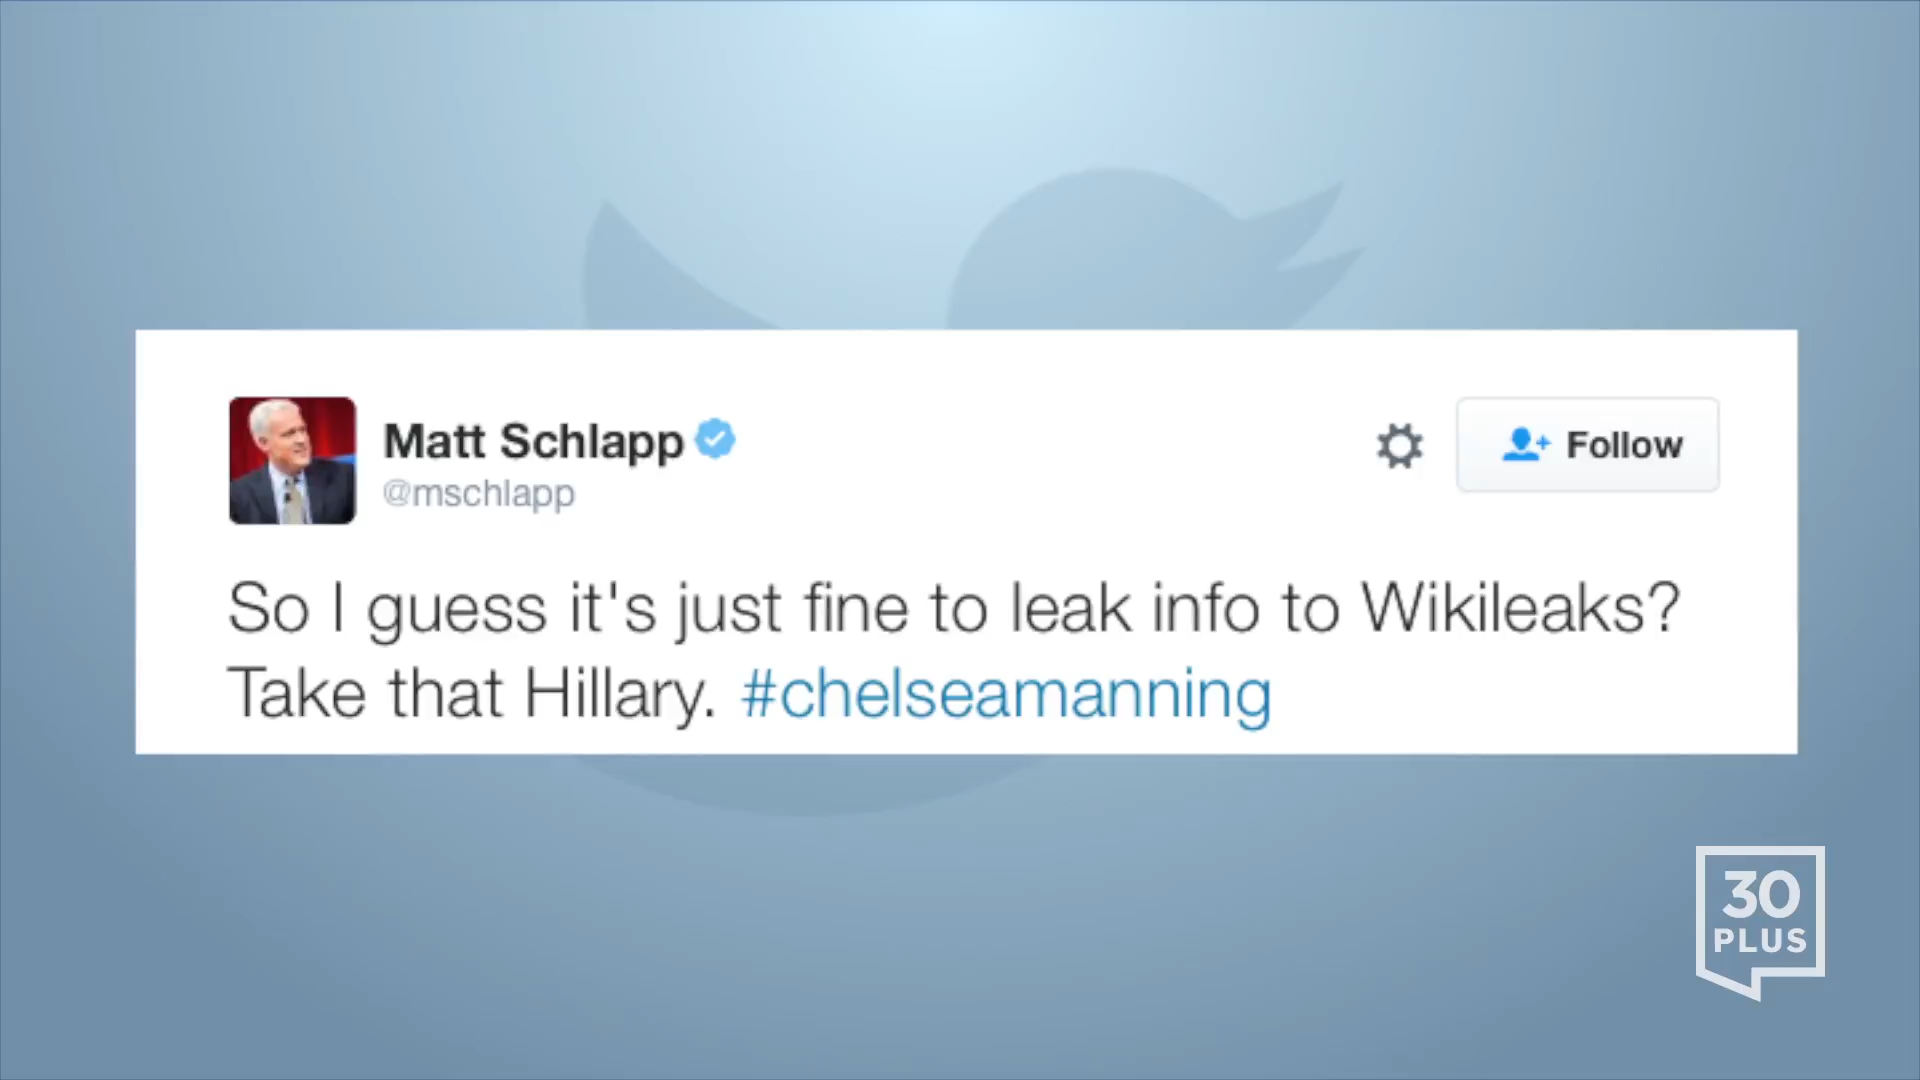 Matt Schlapp
@mschlapp
Follow
So I guess it's just fine to leak info to Wikileaks?
Take that Hillary. #chelseamanning
30
PLUS